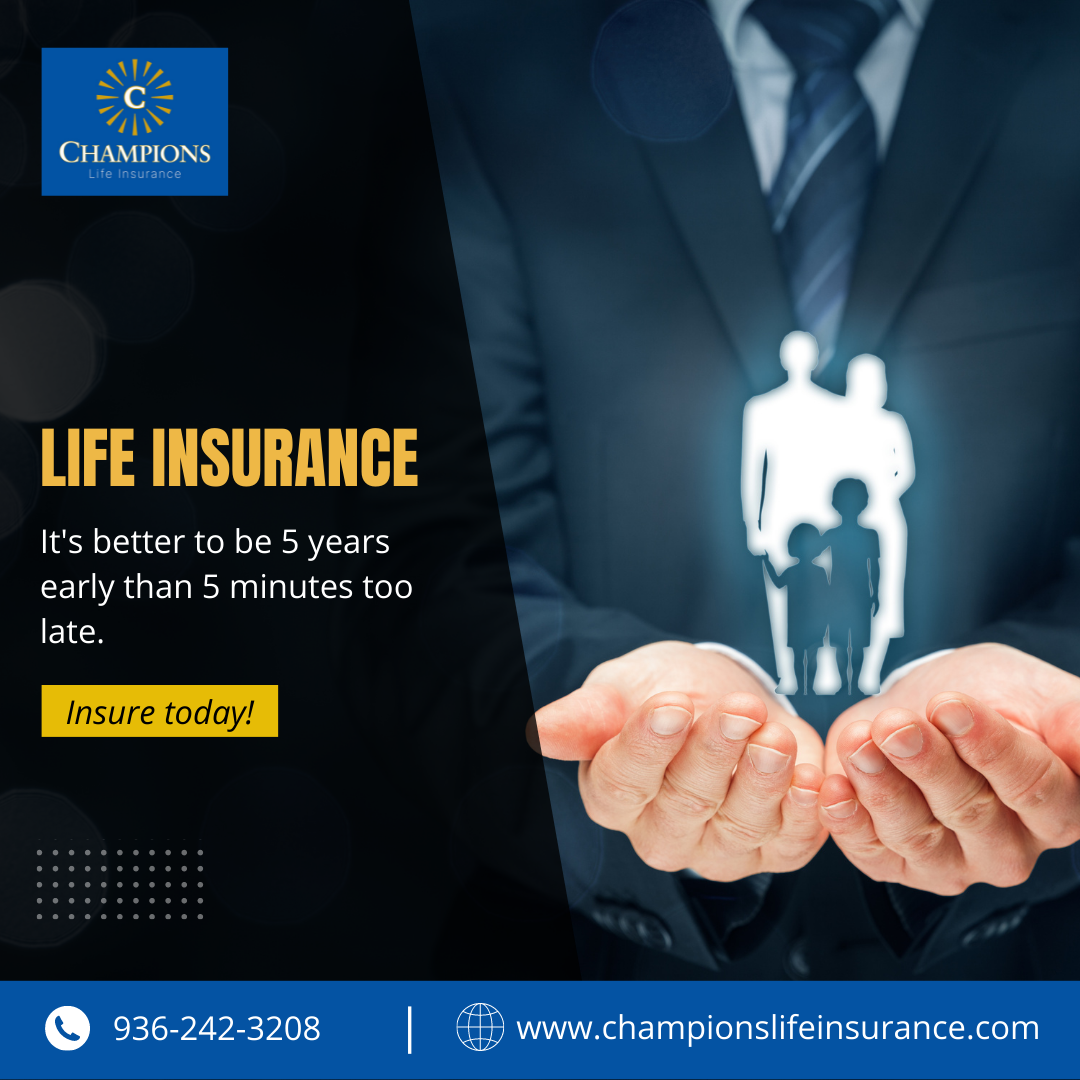 C
CHAMPIONS
Life Insurance
LIFE INSURANCE
It's better to be 5 years
early than 5 minutes too
late.
Insure today!
936-242-3208 | www.championslifeinsurance.com